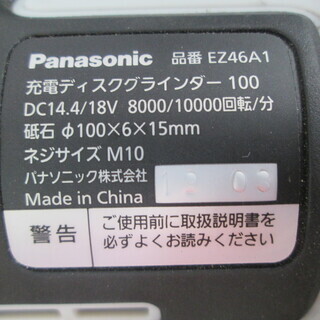 Panasonic 品番 EZ46A1
充電ディスクグラインダー 100
DC14.4/18V 8000/10000回転/分
砥石 φ100×6×15mm
ネジサイズ M10
パナソニック株式会社
Made in China
警告 ご使用前に取扱説明書を
必ずよくお読みください